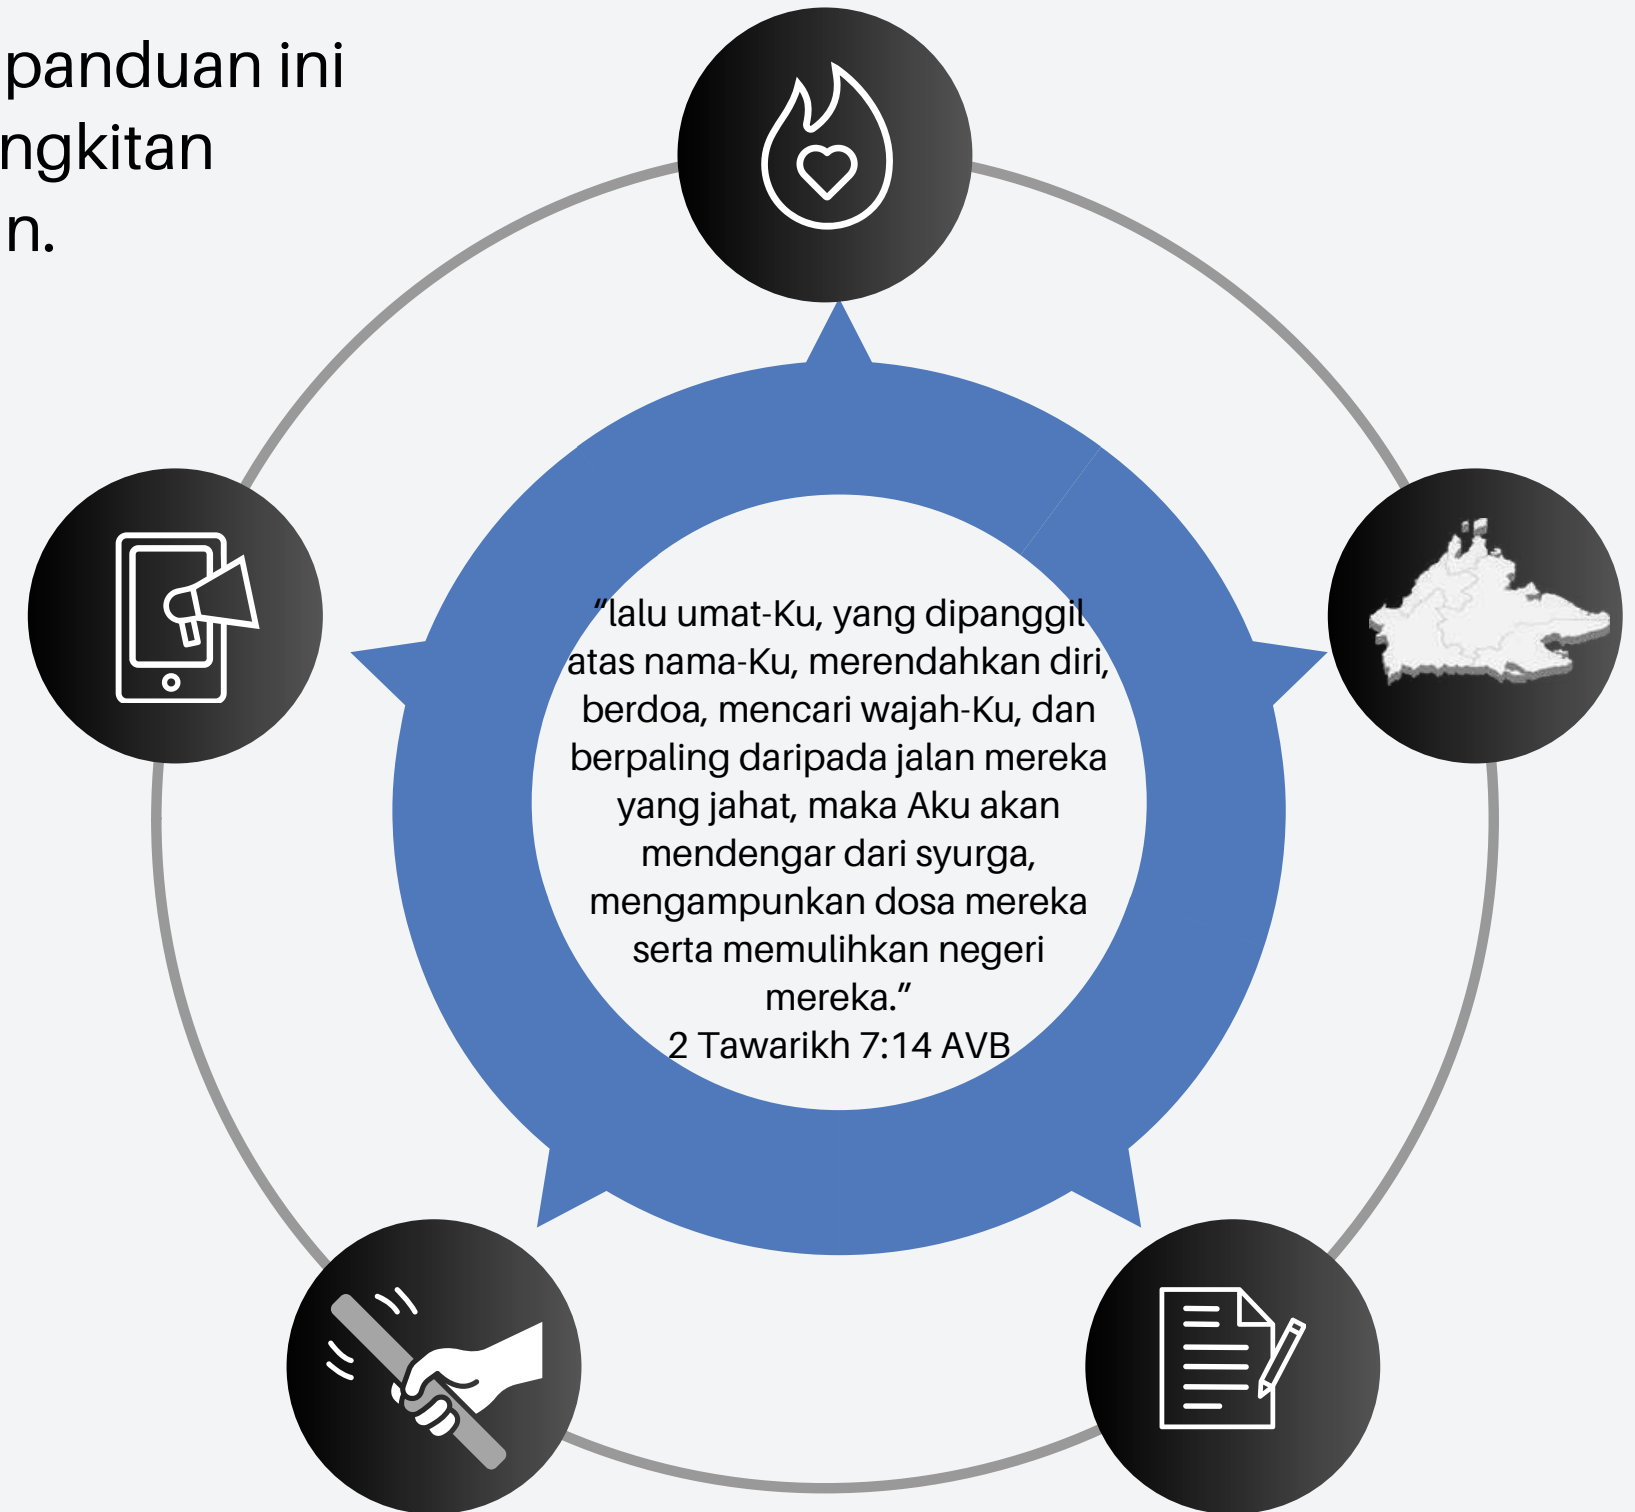 panduan ini
ngkitan
n.
“lalu umat-Ku, yang dipanggil
atas nama-Ku, merendahkan diri,
berdoa, mencari wajah-Ku, dan
berpaling daripada jalan mereka
yang jahat, maka Aku akan
mendengar dari syurga,
mengampunkan dosa mereka
serta memulihkan negeri
mereka.”
2 Tawarikh 7:14 AVB